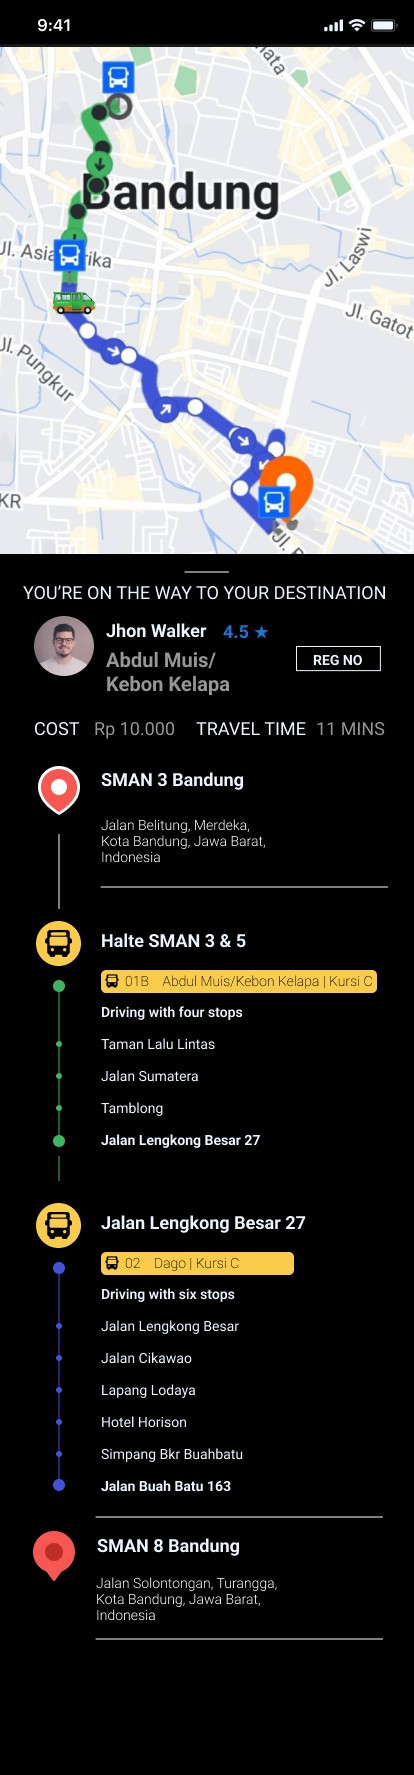 9:41
nata
Bandung
Jl. Asia Afrika
Jl. Laswi
Jl. Gatot
Jl. Pungkur
KR
YOU’RE ON THE WAY TO YOUR DESTINATION
Jhon Walker 4.5 ★
Abdul Muis/
Kebon Kelapa
REG NO
COST Rp 10.000 TRAVEL TIME 11 MINS
SMAN 3 Bandung
Jalan Belitung, Merdeka,
Kota Bandung, Jawa Barat,
Indonesia
Halte SMAN 3 & 5
01B Abdul Muis/Kebon Kelapa | Kursi C
Driving with four stops
Taman Lalu Lintas
Jalan Sumatera
Tamblong
Jalan Lengkong Besar 27
Jalan Lengkong Besar 27
02 Dago | Kursi C
Driving with six stops
Jalan Lengkong Besar
Jalan Cikawao
Lapang Lodaya
Hotel Horison
Simpang Bkr Buahbatu
Jalan Buah Batu 163
SMAN 8 Bandung
Jalan Solontongan, Turangga,
Kota Bandung, Jawa Barat,
Indonesia